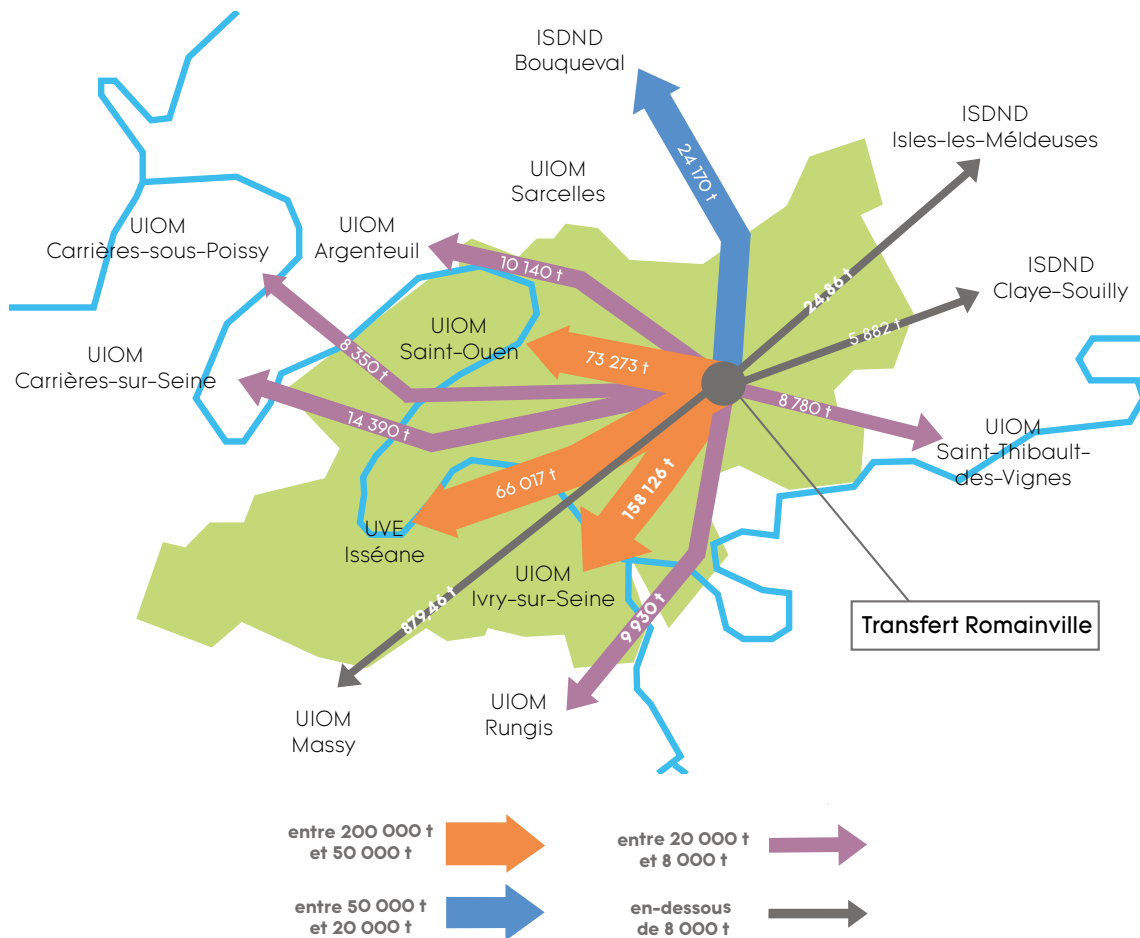 ISDND
Bouqueval
ISDND
Isles-les-Méldeuses
24 170 t
UIOM
Sarcelles
UIOM
Carrières-sous-Poissy
UIOM
Argenteuil
10 140 t
24,86 t
ISDND
Claye-Souilly
5 882 t
UIOM
Saint-Ouen
73 273 t
8 350 t
UIOM
Carrières-sur-Seine
14 390 t
8 780 t
UIOM
Saint-Thibault-
des-Vignes
66 017 t
158 126 t
UVE
Isséane
UIOM
Ivry-sur-Seine
879,46 t
9 930 t
Transfert Romainville
UIOM
Rungis
UIOM
Massy
entre 200 000 t
et 50 000 t
entre 20 000 t
et 8 000 t
entre 50 000 t
et 20 000 t
en-dessous
de 8 000 t